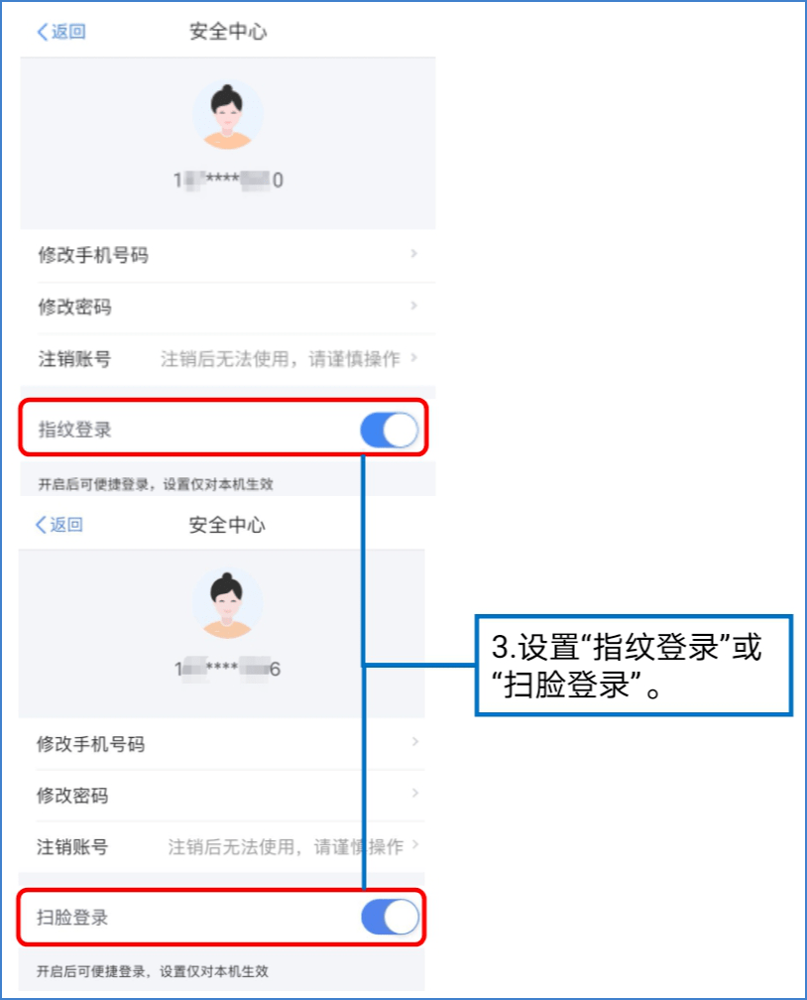 返回 安全中心
1 **** 0
修改手机号码
修改密码
注销账号 注销后无法使用，请谨慎操作
指纹登录
开启后可便捷登录，设置仅对本机生效
返回 安全中心
1 **** 6
修改手机号码
修改密码
注销账号 注销后无法使用，请谨慎操作
扫脸登录
开启后可便捷登录，设置仅对本机生效
3.设置“指纹登录”或
“扫脸登录”。